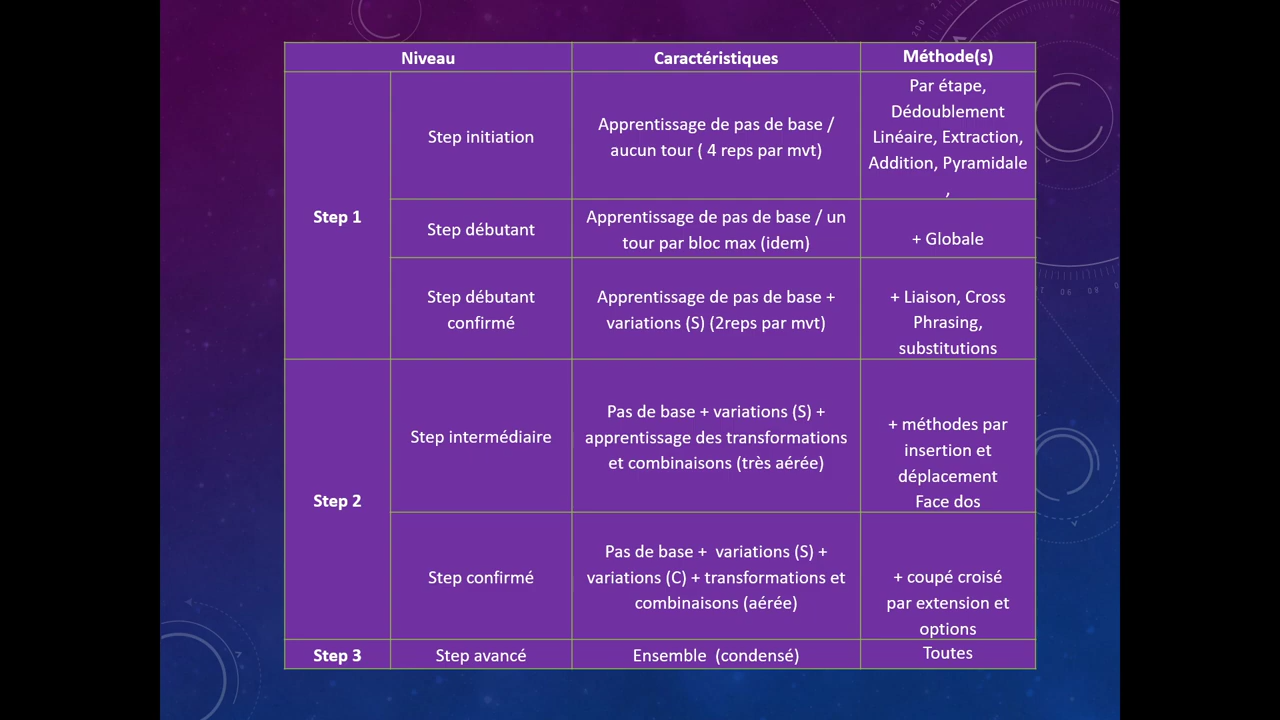 Niveau
Caractéristiques
Méthode(s)
Step 1
Step initiation
Apprentissage de pas de base /
aucun tour ( 4 reps par mvt)
Par étape,
Dédoublement
Linéaire, Extraction,
Addition, Pyramidale
,
Step débutant
Apprentissage de pas de base / un
tour par bloc max (idem)
+ Globale
Step débutant
confirmé
Apprentissage de pas de base +
variations (S) (2reps par mvt)
+ Liaison, Cross
Phrasing,
substitutions
Step 2
Step intermédiaire
Pas de base + variations (S) +
apprentissage des transformations
et combinaisons (très aérée)
+ méthodes par
insertion et
déplacement
Face dos
Step confirmé
Pas de base +  variations (S) +
variations (C) + transformations et
combinaisons (aérée)
+ coupé croisé
par extension et
options
Step 3
Step avancé
Ensemble  (condensé)
Toutes